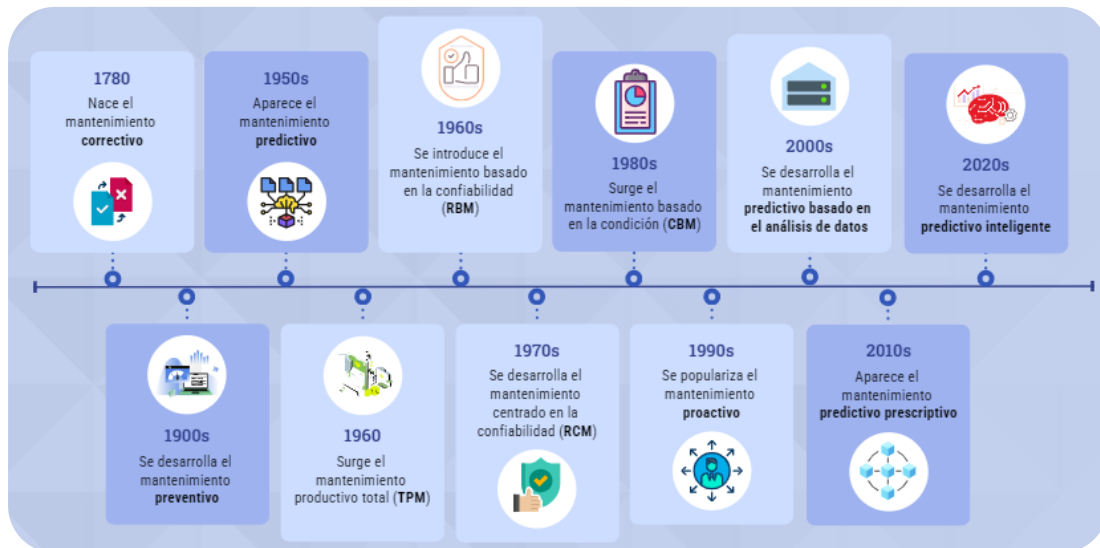 1780
Nace el
mantenimiento
correctivo
1900s
Se desarrolla el
mantenimiento
preventivo
1950s
Aparece el
mantenimiento
predictivo
1960
Surge el
mantenimiento
productivo total (TPM)
1960s
Se introduce el
mantenimiento basado
en la confiabilidad
(RBM)
1970s
Se desarrolla el
mantenimiento
centrado en la
confiabilidad (RCM)
1980s
Surge el
mantenimiento basado
en la condición (CBM)
1990s
Se populariza el
mantenimiento
proactivo
2000s
Se desarrolla el
mantenimiento
predictivo basado en
el análisis de datos
2010s
Aparece el
mantenimiento
predictivo prescriptivo
2020s
Se desarrolla el
mantenimiento
predictivo inteligente